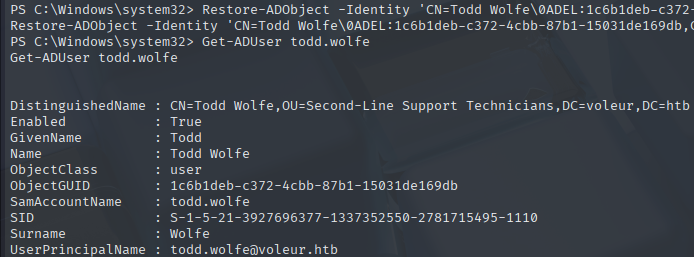 PS C:\Windows\system32> Restore-ADObject -Identity 'CN=Todd Wolfe\0ADEL:1c6b1deb-c372-
Restore-ADObject -Identity 'CN=Todd Wolfe\0ADEL:1c6b1deb-c372-4cbb-87b1-15031de169db,C
PS C:\Windows\system32> Get-ADUser todd.wolfe
Get-ADUser todd.wolfe
DistinguishedName : CN=Todd Wolfe,OU=Second-Line Support Technicians,DC=voleur,DC=htb
Enabled           : True
GivenName         : Todd
Name              : Todd Wolfe
ObjectClass       : user
ObjectGUID        : 1c6b1deb-c372-4cbb-87b1-15031de169db
SamAccountName    : todd.wolfe
SID               : S-1-5-21-3927696377-1337352550-2781715495-1110
Surname           : Wolfe
UserPrincipalName : todd.wolfe@voleur.htb